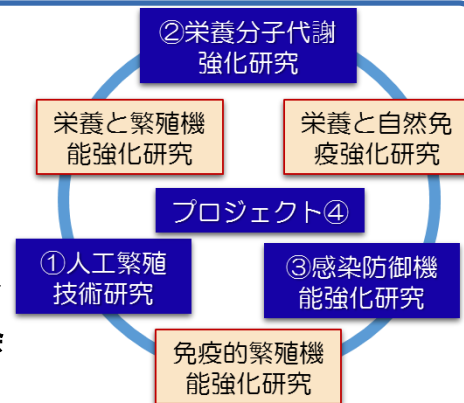 ②栄養分子代謝
強化研究
栄養と繁殖機
能強化研究
栄養と自然免
疫強化研究
プロジェクト④
①人工繁殖
技術研究
③感染防御機
能強化研究
免疫的繁殖機
能強化研究